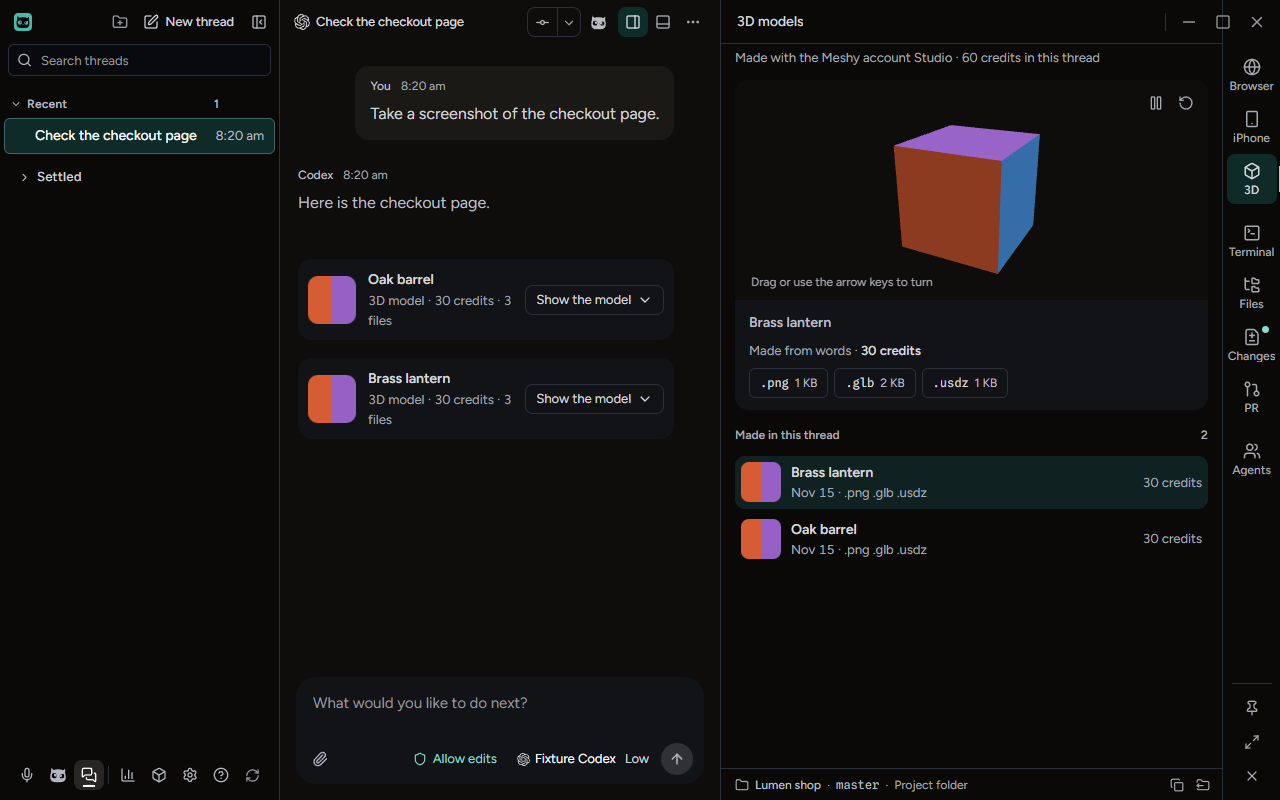 New thread
Search threads
Recent 1
Check the checkout page 8:20 am
Settled
Check the checkout page
You 8:20 am
Take a screenshot of the checkout page.
Codex 8:20 am
Here is the checkout page.
Oak barrel
3D model · 30 credits · 3
files
Show the model
Brass lantern
3D model · 30 credits · 3
files
Show the model
What would you like to do next?
Allow edits
Fixture Codex Low
3D models
Made with the Meshy account Studio · 60 credits in this thread
Drag or use the arrow keys to turn
Brass lantern
Made from words · 30 credits
.png 1 KB
.glb 2 KB
.usdz 1 KB
Made in this thread 2
Brass lantern
Nov 15 · .png .glb .usdz
30 credits
Oak barrel
Nov 15 · .png .glb .usdz
30 credits
Lumen shop · master · Project folder
Browser
iPhone
3D
Terminal
Files
Changes
PR
Agents